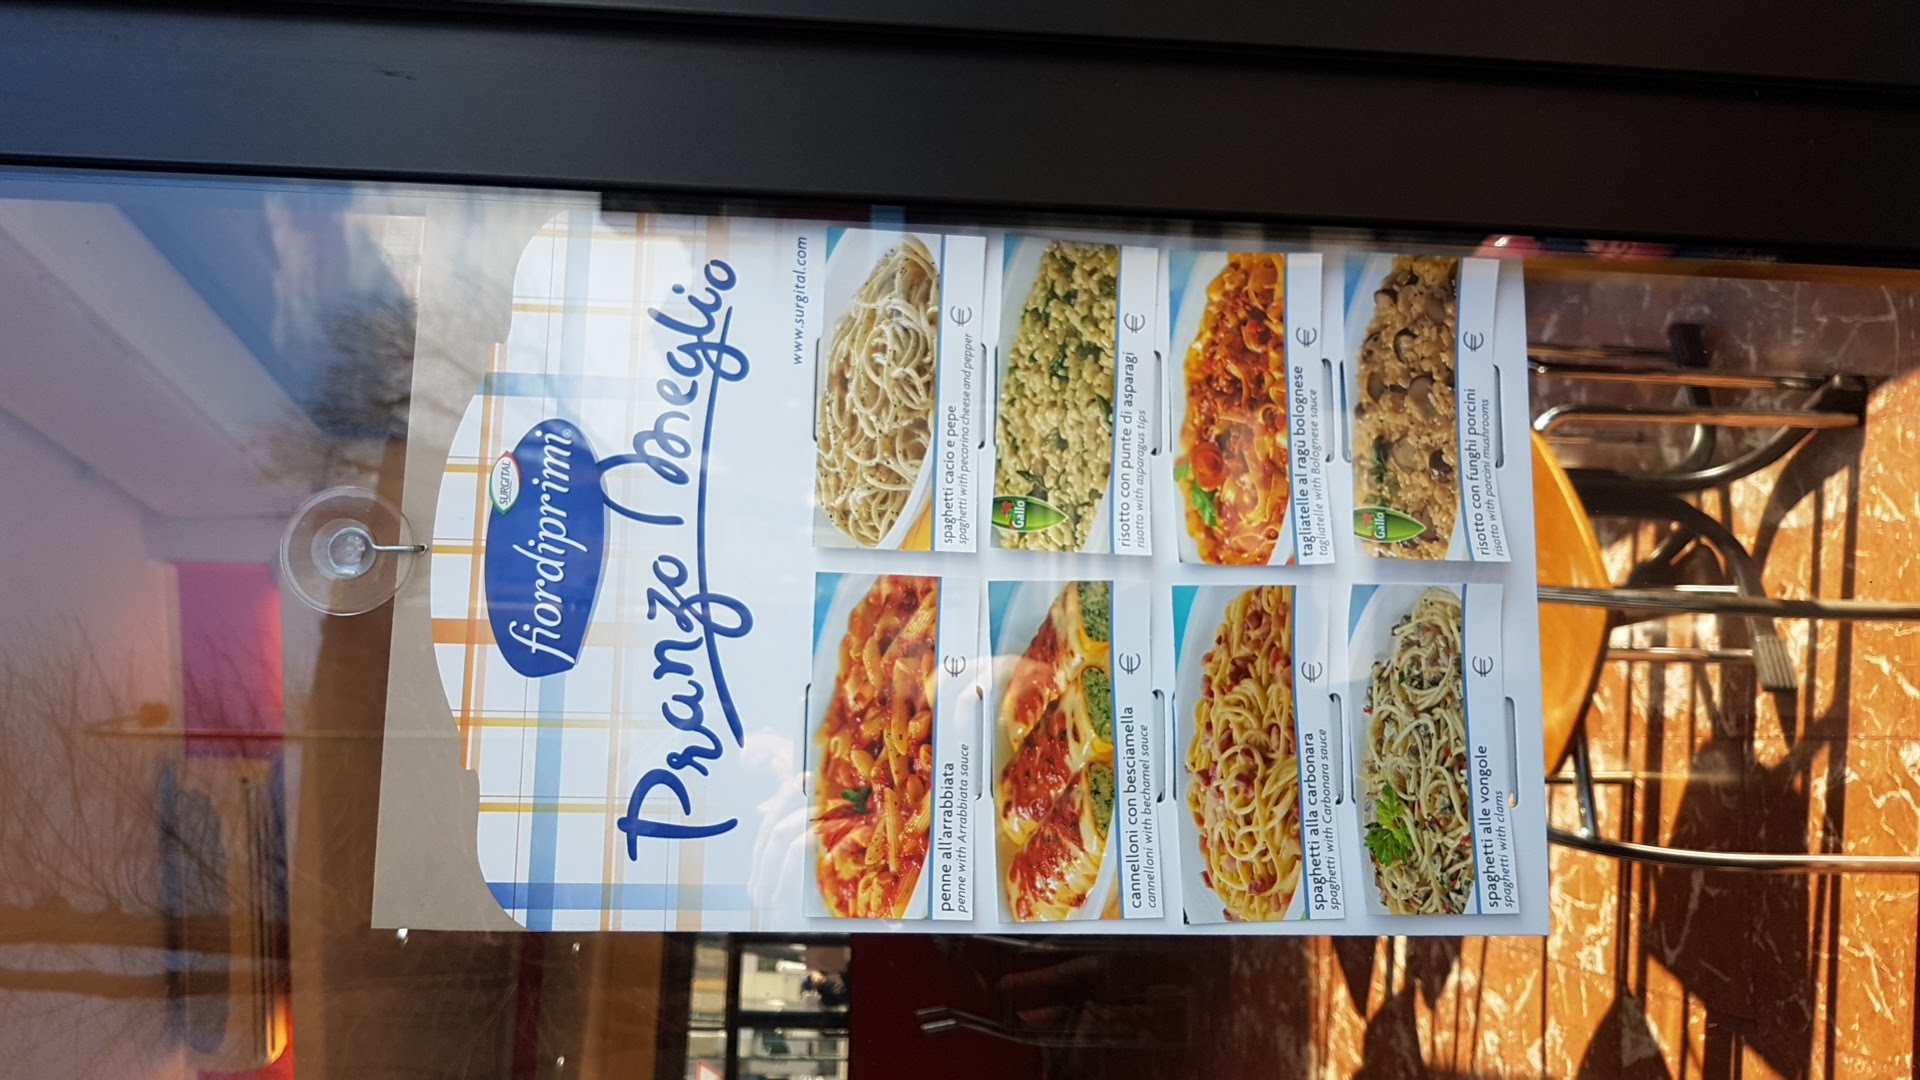 SURGITAL
fiordiprimi®
Pranzo Meglio
www.surgital.com
penne all'arrabbiata €
penne with Arrabbiata sauce
spaghetti cacio e pepe €
spaghetti with pecorino cheese and pepper
cannelloni con besciamella €
cannelloni with bechamel sauce
Gallo
risotto con punte di asparagi €
risotto with asparagus tips
spaghetti alla carbonara €
spaghetti with Carbonara sauce
tagliatelle al ragù bolognese €
tagliatelle with Bolognese sauce
spaghetti alle vongole €
spaghetti with clams
Gallo
risotto con funghi porcini €
risotto with porcini mushrooms